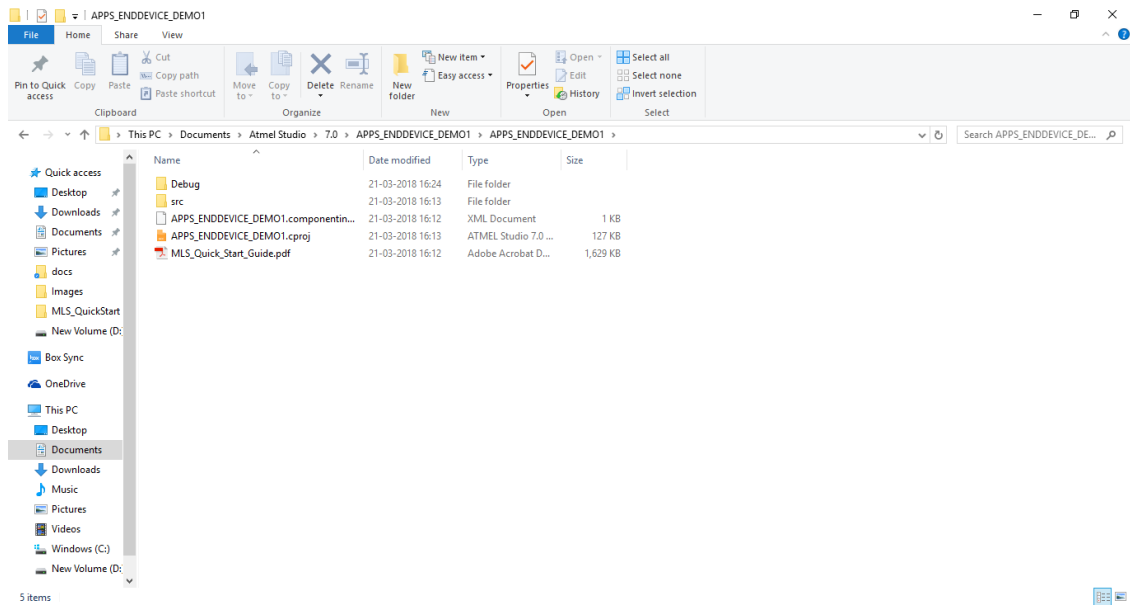 APPS_ENDDEVICE_DEMO1
File Home Share View
Pin to Quick access
Copy
Paste
Cut
Copy path
Paste shortcut
Clipboard
Move to
Copy to
Delete
Rename
Organize
New folder
New item
Easy access
New
Properties
Open
Edit
History
Open
Select all
Select none
Invert selection
Select
This PC > Documents > Atmel Studio > 7.0 > APPS_ENDDEVICE_DEMO1 > APPS_ENDDEVICE_DEMO1 >
Search APPS_ENDDEVICE_DE...
Quick access
Desktop
Downloads
Documents
Pictures
docs
Images
MLS_QuickStart
New Volume (D:
Box Sync
OneDrive
This PC
Desktop
Documents
Downloads
Music
Pictures
Videos
Windows (C:)
New Volume (D:
Name Date modified Type Size
Debug 21-03-2018 16:24 File folder
src 21-03-2018 16:13 File folder
APPS_ENDDEVICE_DEMO1.componentin... 21-03-2018 16:12 XML Document 1 KB
APPS_ENDDEVICE_DEMO1.cproj 21-03-2018 16:13 ATMEL Studio 7.0 ... 127 KB
MLS_Quick_Start_Guide.pdf 21-03-2018 16:12 Adobe Acrobat D... 1,629 KB
5 items